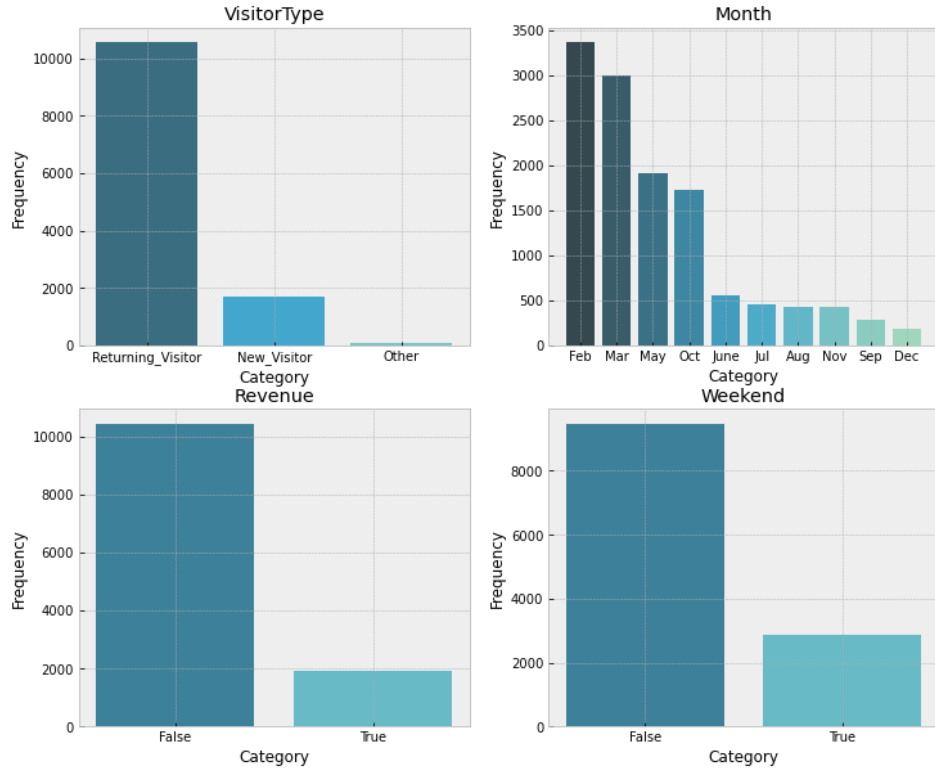 VisitorType
Frequency
10000
8000
6000
4000
2000
0
Returning_Visitor New_Visitor Other
Category
Month
Frequency
3500
3000
2500
2000
1500
1000
500
0
Feb Mar May Oct June Jul Aug Nov Sep Dec
Category
Revenue
Frequency
10000
8000
6000
4000
2000
0
False True
Category
Weekend
Frequency
8000
6000
4000
2000
0
False True
Category